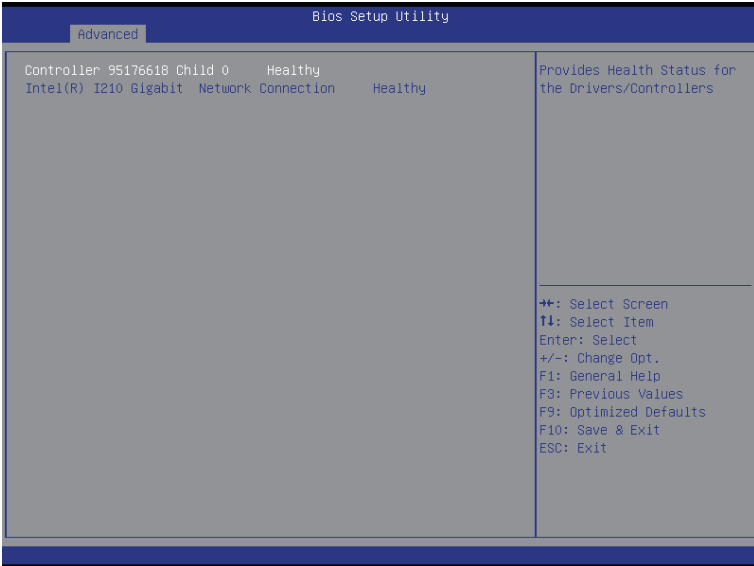 Bios Setup Utility
Advanced
Controller 95176618 Child 0 Healthy
Intel(R) I210 Gigabit Network Connection Healthy
Provides Health Status for
the Drivers/Controllers
→←: Select Screen
↑↓: Select Item
Enter: Select
+/-: Change Opt.
F1: General Help
F3: Previous Values
F9: Optimized Defaults
F10: Save & Exit
ESC: Exit